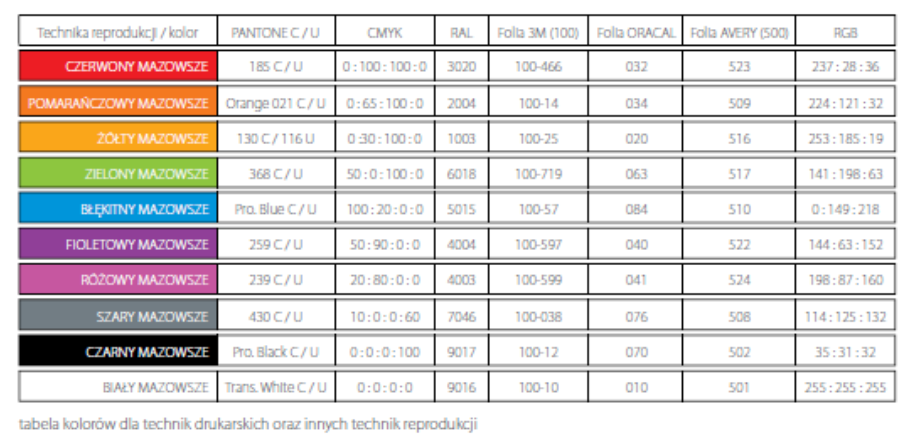 Technika reprodukcji / kolor PANTONE C / U CMYK RAL Folia 3M (100) Folia ORACAL Folia AVERY (500) RGB
CZERWONY MAZOWSZE 185 C / U 0 : 100 : 100 : 0 3020 100-466 032 523 237 : 28 : 36
POMARAŃCZOWY MAZOWSZE Orange 021 C / U 0 : 65 : 100 : 0 2004 100-14 034 509 224 : 121 : 32
ŻÓŁTY MAZOWSZE 130 C / 116 U 0 :30 : 100 : 0 1003 100-25 020 516 253 : 185 : 19
ZIELONY MAZOWSZE 368 C / U 50 : 0 : 100 : 0 6018 100-719 063 517 141 : 198 : 63
BŁĘKITNY MAZOWSZE Pro. Blue C / U 100 : 20 : 0 : 0 5015 100-57 084 510 0 : 149 : 218
FIOLETOWY MAZOWSZE 259 C / U 50 : 90 : 0 : 0 4004 100-597 040 522 144 : 63 : 152
RÓŻOWY MAZOWSZE 239 C / U 20 : 80 : 0 : 0 4003 100-599 041 524 198 : 87 : 160
SZARY MAZOWSZE 430 C / U 10 : 0 : 0 : 60 7046 100-038 076 508 114 : 125 : 132
CZARNY MAZOWSZE Pro. Black C / U 0 : 0 : 0 : 100 9017 100-12 070 502 35 : 31 : 32
BIAŁY MAZOWSZE Trans. White C / U 0 : 0 : 0 : 0 9016 100-10 010 501 255 : 255 : 255
tabela kolorów dla technik drukarskich oraz innych technik reprodukcji